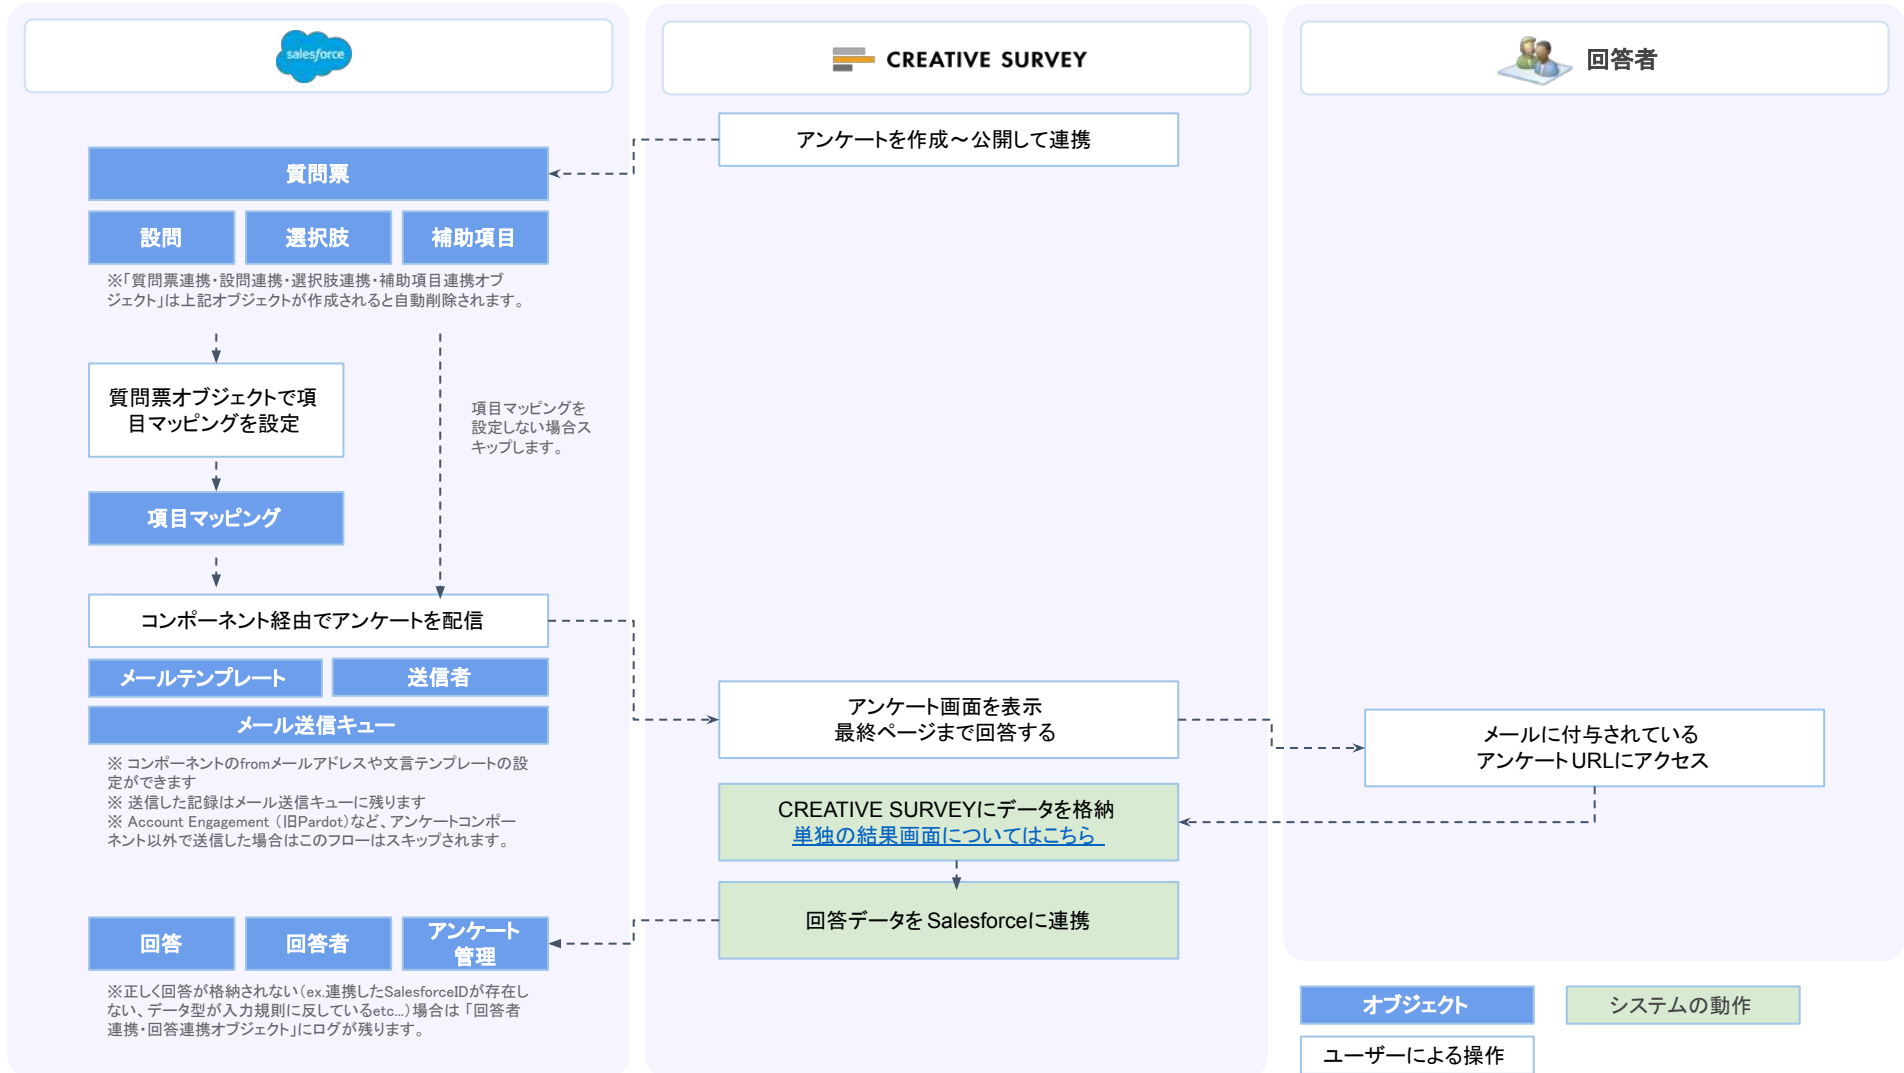 salesforce
CREATIVE SURVEY
回答者
アンケートを作成～公開して連携
質問票
設問
選択肢
補助項目
※「質問票連携・設問連携・選択肢連携・補助項目連携オブ
ジェクト」は上記オブジェクトが作成されると自動削除されます。
質問票オブジェクトで項
目マッピングを設定
項目マッピングを
設定しない場合ス
キップします。
項目マッピング
コンポーネント経由でアンケートを配信
メールテンプレート
送信者
メール送信キュー
※ コンポーネントのfromメールアドレスや文言テンプレートの設
定ができます
※ 送信した記録はメール送信キューに残ります
※ Account Engagement （旧Pardot）など、アンケートコンポー
ネント以外で送信した場合はこのフローはスキップされます。
アンケート画面を表示
最終ページまで回答する
メールに付与されている
アンケートURLにアクセス
CREATIVE SURVEYにデータを格納
単独の結果画面についてはこちら
回答データをSalesforceに連携
回答
回答者
アンケート
管理
※正しく回答が格納されない（ex.連携したSalesforceIDが存在し
ない、データ型が入力規則に反しているetc...）場合は「回答者
連携・回答連携オブジェクト」にログが残ります。
オブジェクト
システムの動作
ユーザーによる操作